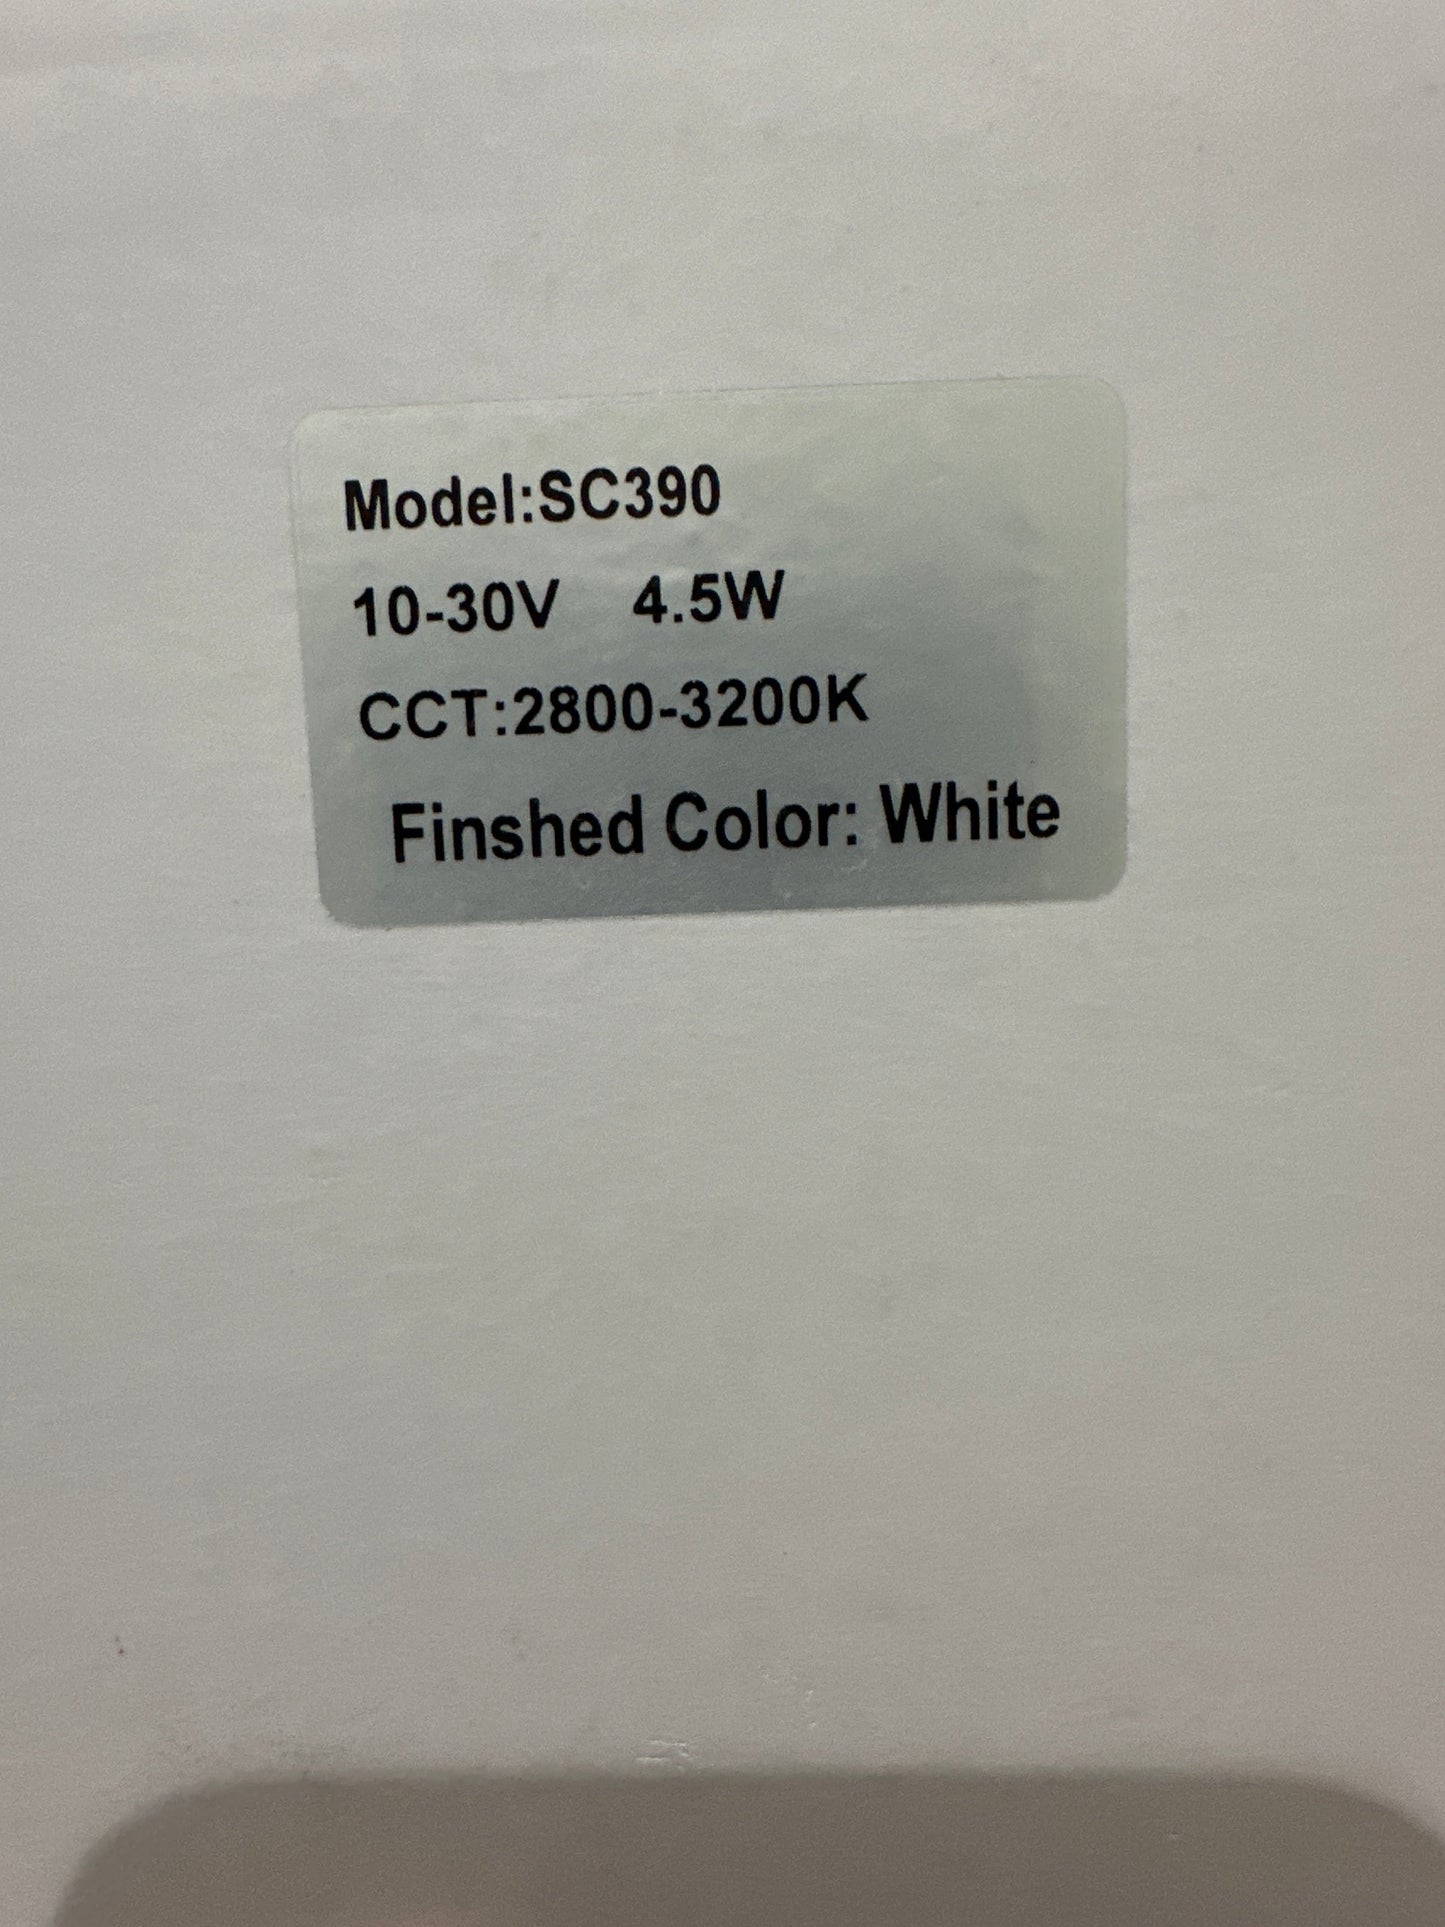 Model:SC390
10-30V 4.5W
CCT:2800-3200K
Finshed Color: White